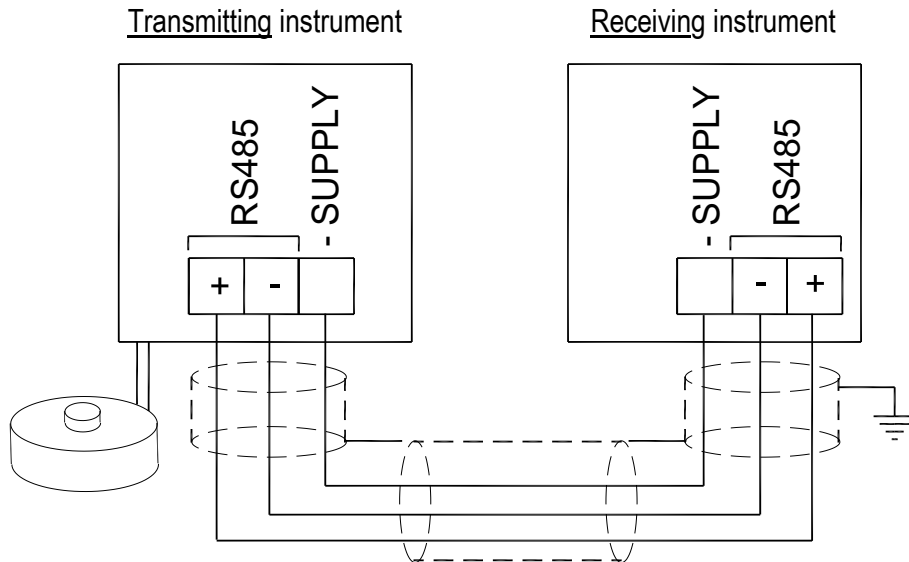 Transmitting instrument
Receiving instrument
RS485
- SUPPLY
- SUPPLY
RS485
+ -
- +